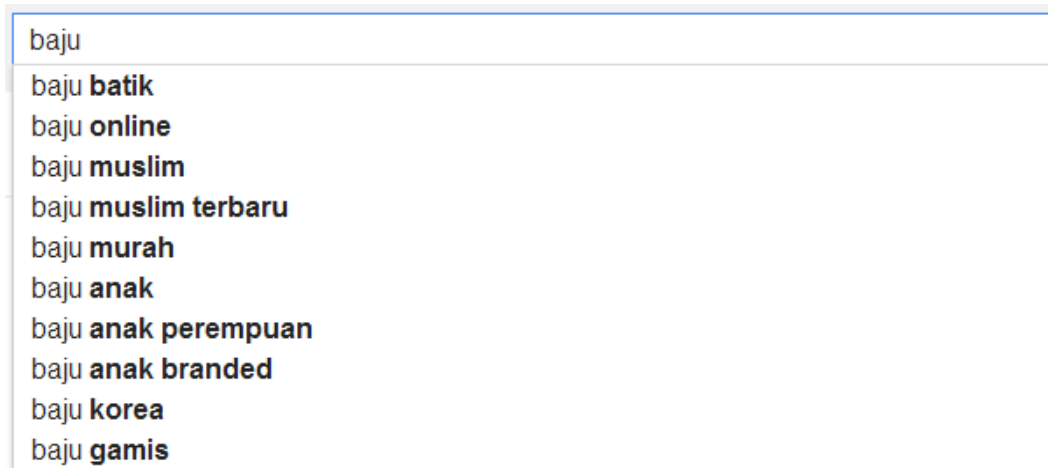 baju
baju batik
baju online
baju muslim
baju muslim terbaru
baju murah
baju anak
baju anak perempuan
baju anak branded
baju korea
baju gamis